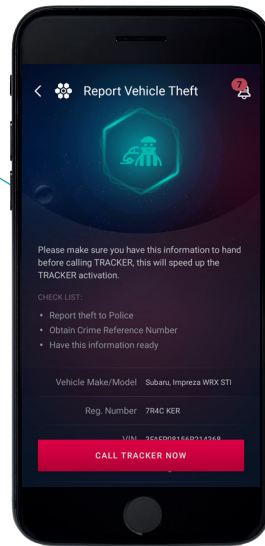 Report Vehicle Theft
7
Please make sure you have this information to hand
before calling TRACKER, this will speed up the
TRACKER activation.
CHECK LIST:
• Report theft to Police
• Obtain Crime Reference Number
• Have this information ready
Vehicle Make/Model Subaru, Impreza WRX STI
Reg. Number 7R4C KER
VIN
CALL TRACKER NOW